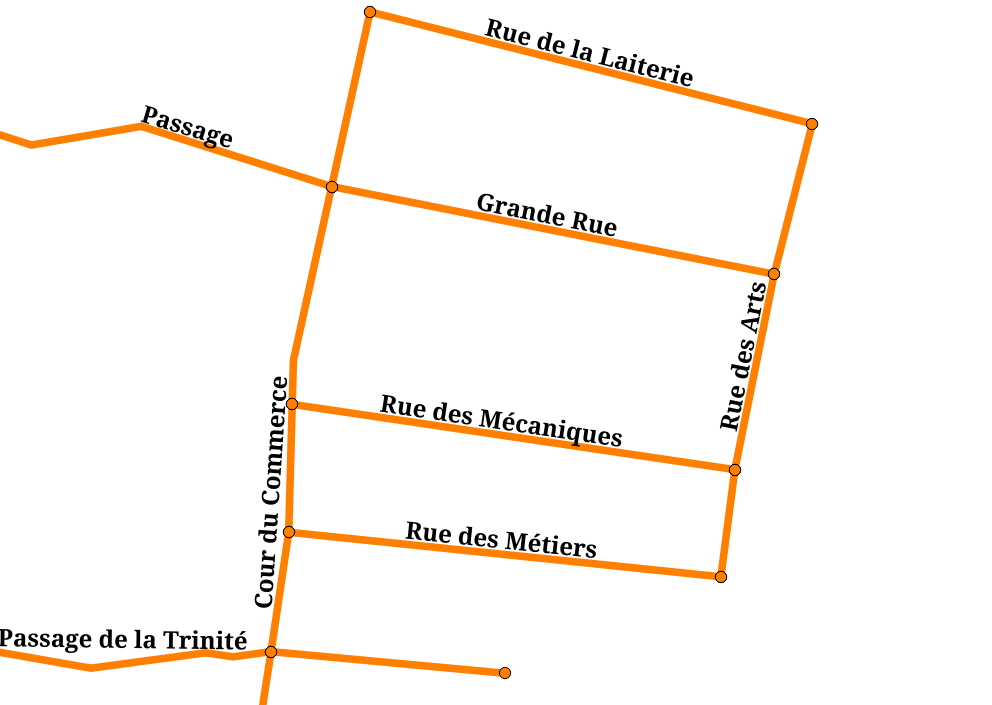 Rue de la Laiterie
Passage
Grande Rue
Rue des Arts
Cour du Commerce
Rue des Mécaniques
Rue des Métiers
Passage de la Trinité